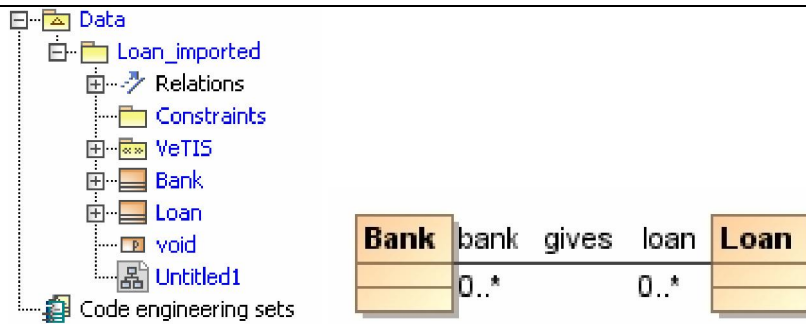 Data
Loan_imported
Relations
Constraints
VeTIS
Bank
Loan
void
Untitled1
Code engineering sets
Bank bank gives loan Loan
0..* 0..*